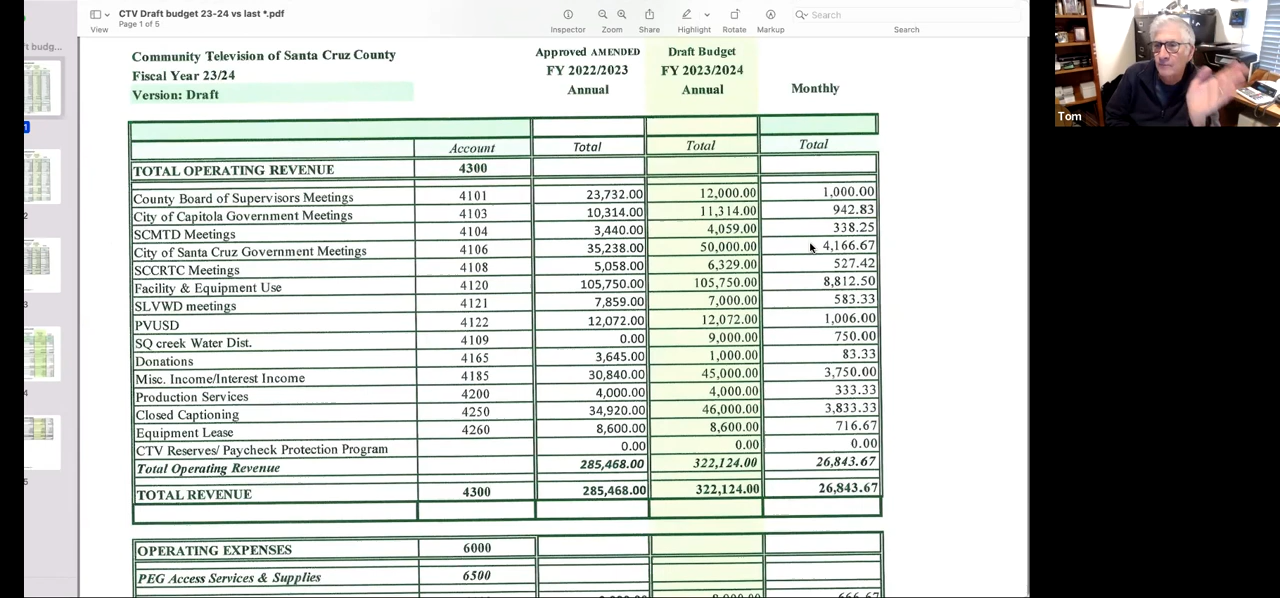 CTV Draft budget 23-24 vs last *.pdf
Page 1 of 5
View
Inspector Zoom Share Highlight Rotate Markup Search
Search
't budg...
1
2
3
4
5
Tom
Community Television of Santa Cruz County
Fiscal Year 23/24
Version: Draft
Approved AMENDED
FY 2022/2023
Annual
Draft Budget
FY 2023/2024
Annual
Monthly
Account Total Total Total
TOTAL OPERATING REVENUE 4300
County Board of Supervisors Meetings 4101 23,732.00 12,000.00 1,000.00
City of Capitola Government Meetings 4103 10,314.00 11,314.00 942.83
SCMTD Meetings 4104 3,440.00 4,059.00 338.25
City of Santa Cruz Government Meetings 4106 35,238.00 50,000.00 4,166.67
SCCRTC Meetings 4108 5,058.00 6,329.00 527.42
Facility & Equipment Use 4120 105,750.00 105,750.00 8,812.50
SLVWD meetings 4121 7,859.00 7,000.00 583.33
PVUSD 4122 12,072.00 12,072.00 1,006.00
SQ creek Water Dist. 4109 0.00 9,000.00 750.00
Donations 4165 3,645.00 1,000.00 83.33
Misc. Income/Interest Income 4185 30,840.00 45,000.00 3,750.00
Production Services 4200 4,000.00 4,000.00 333.33
Closed Captioning 4250 34,920.00 46,000.00 3,833.33
Equipment Lease 4260 8,600.00 8,600.00 716.67
CTV Reserves/ Paycheck Protection Program 0.00 0.00 0.00
Total Operating Revenue 285,468.00 322,124.00 26,843.67
TOTAL REVENUE 4300 285,468.00 322,124.00 26,843.67
OPERATING EXPENSES 6000
PEG Access Services & Supplies 6500